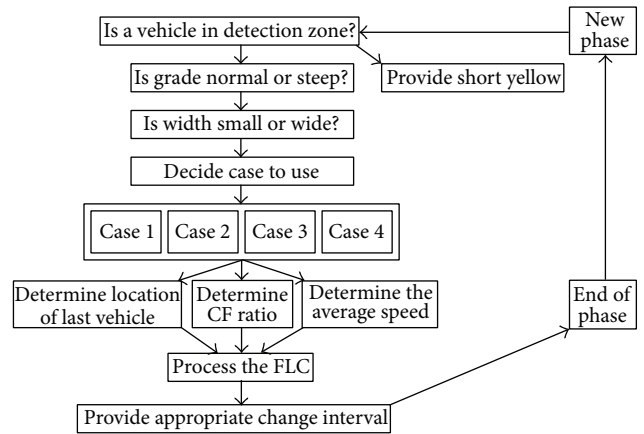 Is a vehicle in detection zone?
New
phase
Is grade normal or steep?
Provide short yellow
Is width small or wide?
Decide case to use
Case 1
Case 2
Case 3
Case 4
Determine location
of last vehicle
Determine
CF ratio
Determine the
average speed
End of
phase
Process the FLC
Provide appropriate change interval